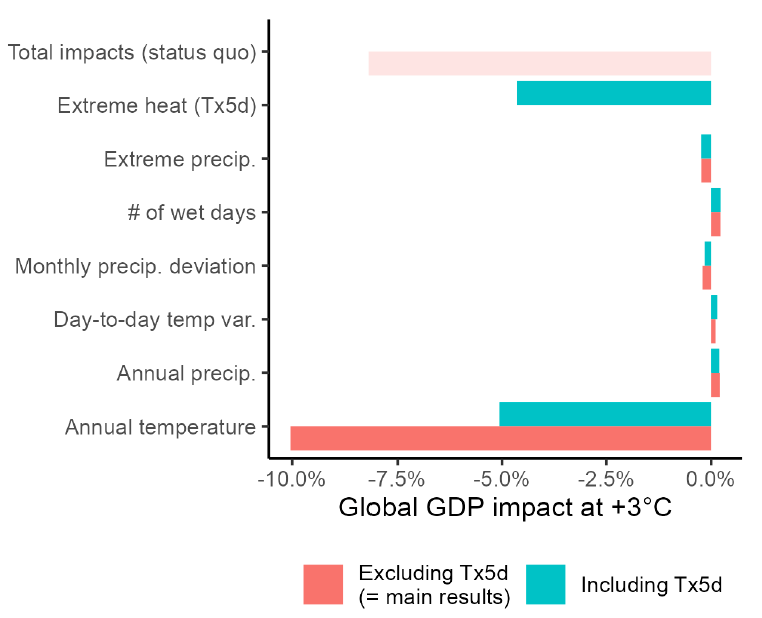 Total impacts (status quo)
Extreme heat (Tx5d)
Extreme precip.
# of wet days
Monthly precip. deviation
Day-to-day temp var.
Annual precip.
Annual temperature
-10.0% -7.5% -5.0% -2.5% 0.0%
Global GDP impact at +3°C
Excluding Tx5d
(= main results)
Including Tx5d